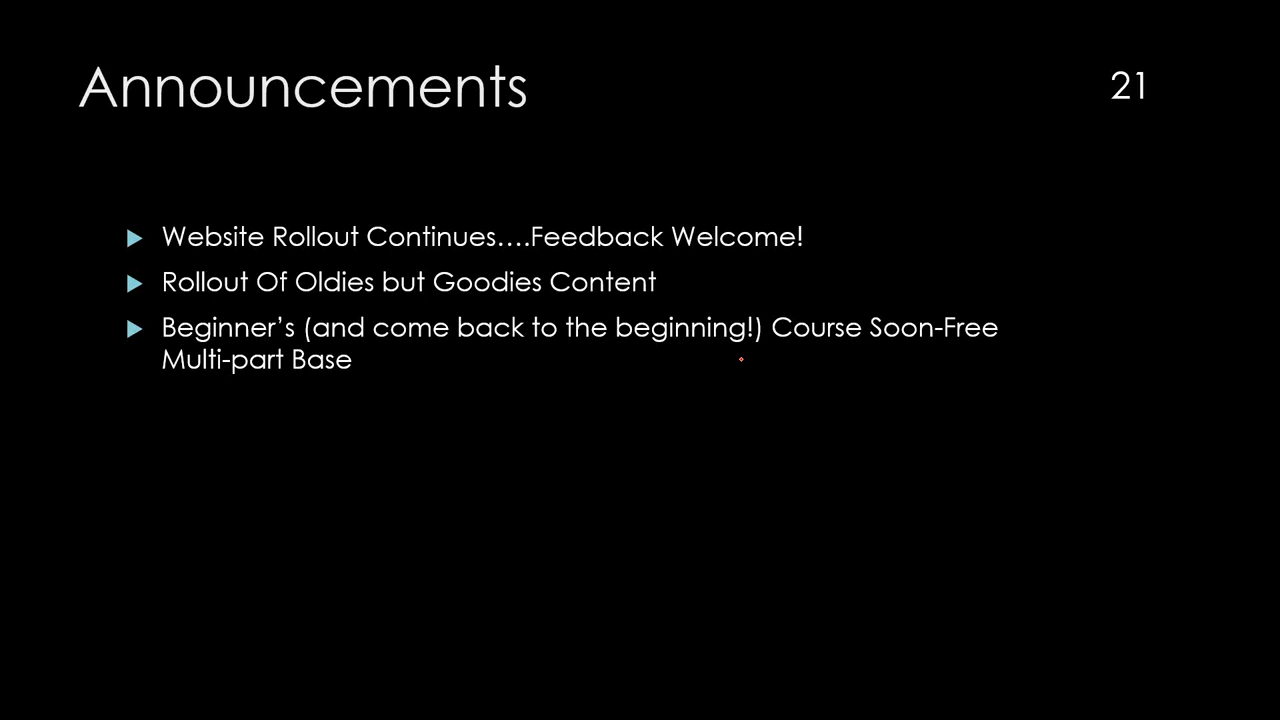 Announcements
21
Website Rollout Continues....Feedback Welcome!
Rollout Of Oldies but Goodies Content
Beginner’s (and come back to the beginning!) Course Soon-Free
Multi-part Base